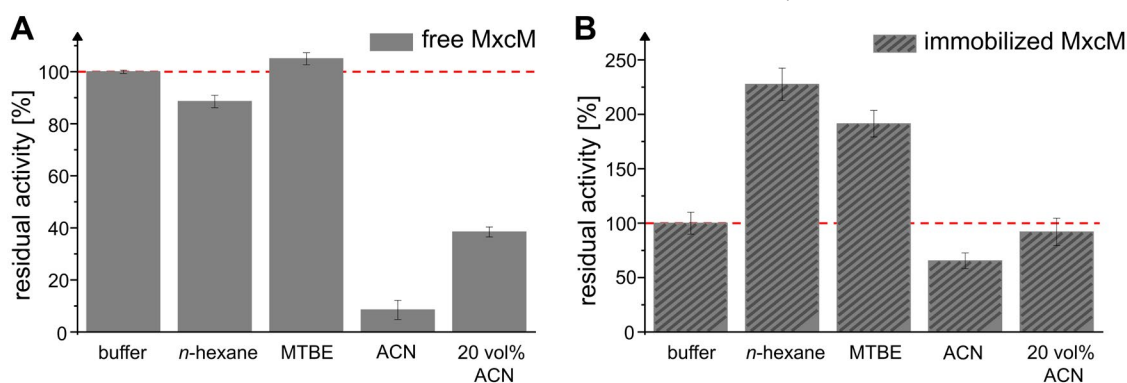 A
free MxcM
residual activity [%]
100
80
60
40
20
0
buffer
n-hexane
MTBE
ACN
20 vol%
ACN
B
immobilized MxcM
residual activity [%]
250
200
150
100
50
0
buffer
n-hexane
MTBE
ACN
20 vol%
ACN